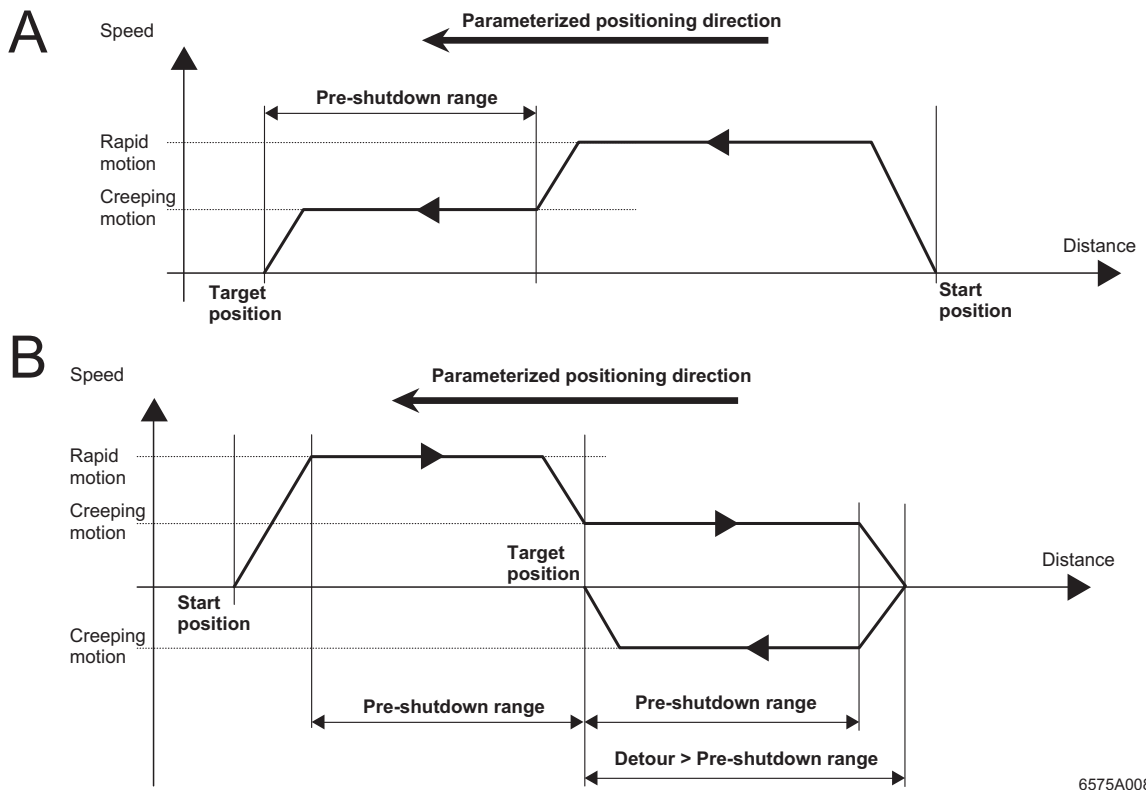 A
Speed
Parameterized positioning direction
Pre-shutdown range
Rapid
motion
Creeping
motion
Distance
Target
position
Start
position
B
Speed
Parameterized positioning direction
Rapid
motion
Creeping
motion
Target
position
Distance
Start
position
Creeping
motion
Pre-shutdown range
Pre-shutdown range
Detour > Pre-shutdown range
6575A008